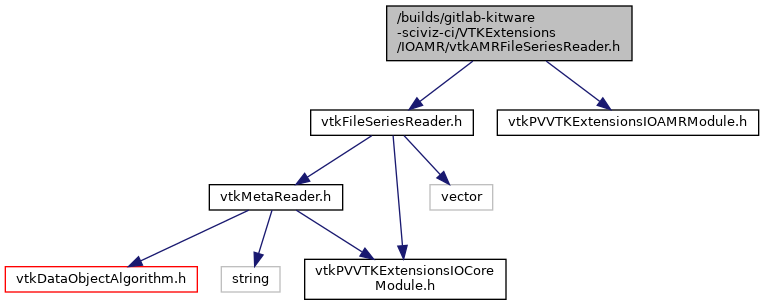 /builds/gitlab-kitware
-sciviz-ci/VTKExtensions
/IOAMR/vtkAMRFileSeriesReader.h
vtkFileSeriesReader.h
vtkPVVTKExtensionsIOAMRModule.h
vtkMetaReader.h
vector
vtkDataObjectAlgorithm.h
string
vtkPVVTKExtensionsIOCore
Module.h